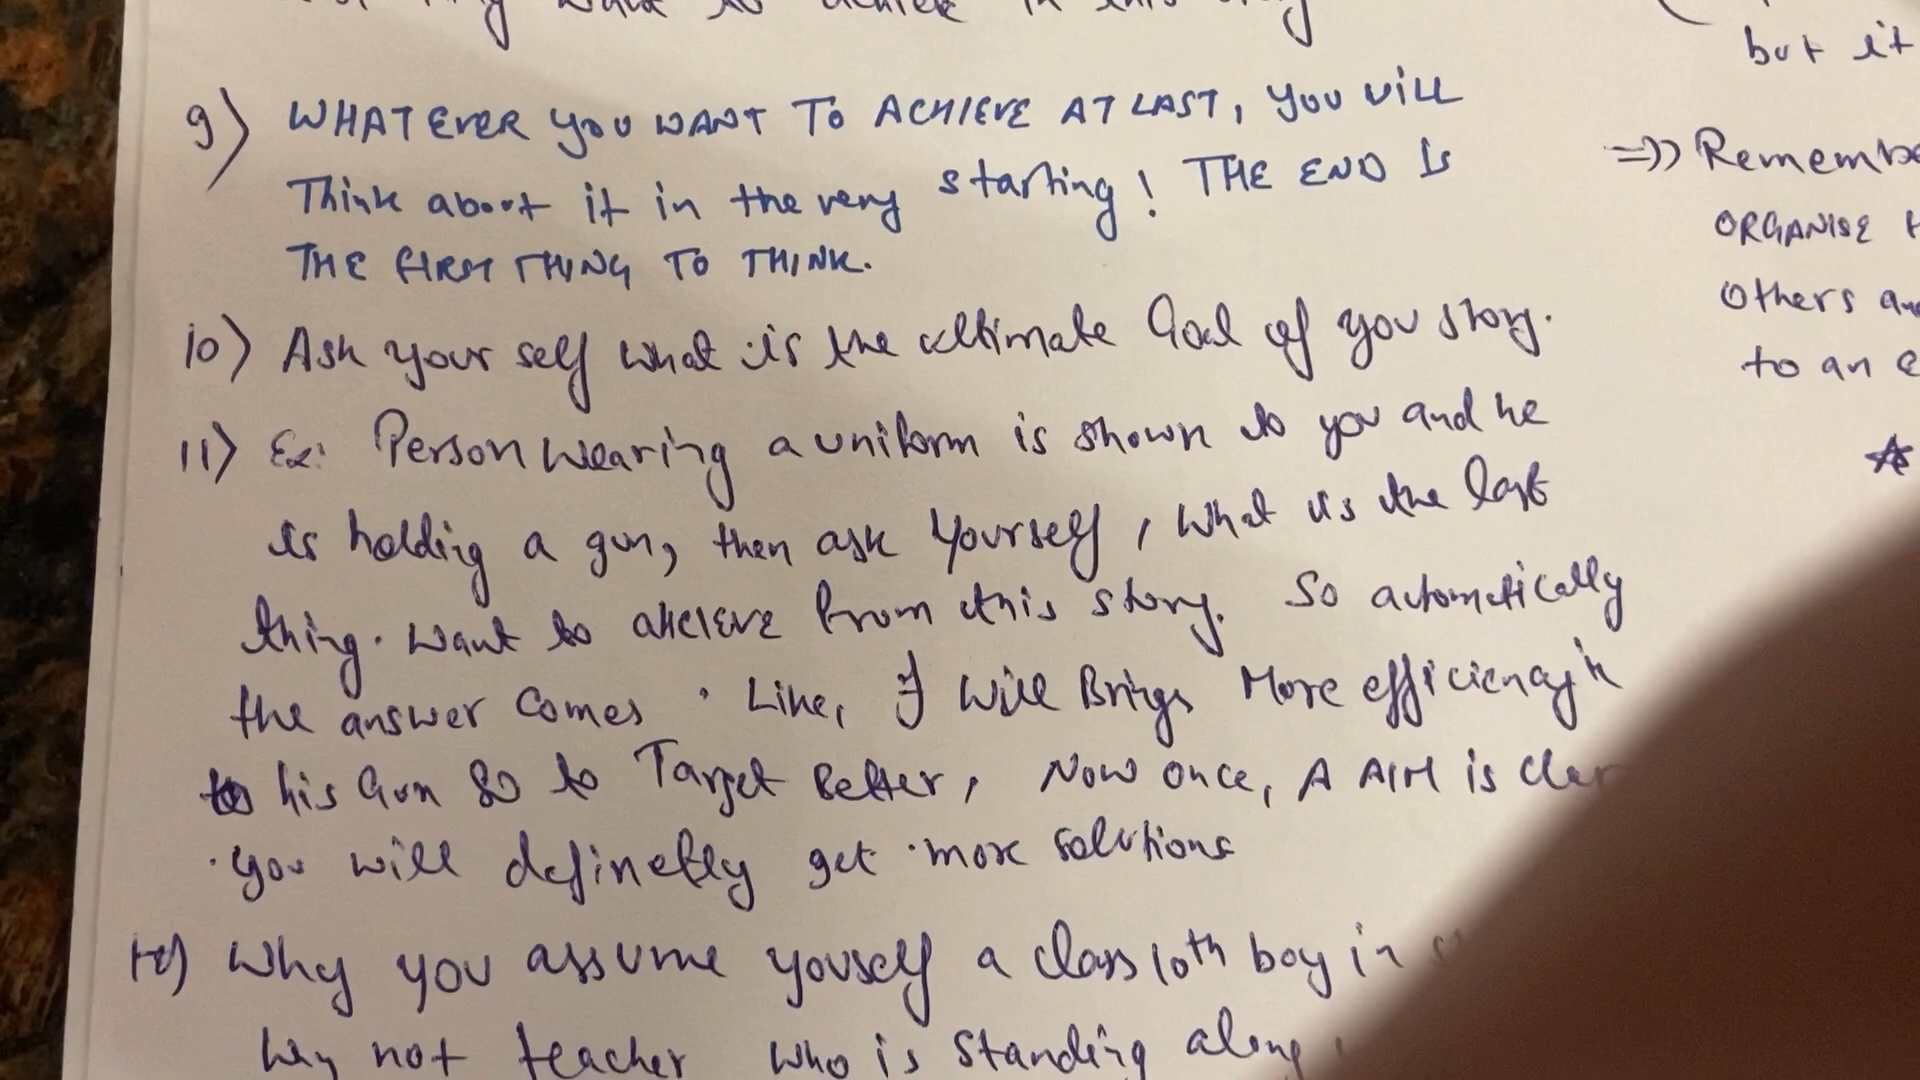 9) WHATEVER YOU WANT TO ACHIEVE AT LAST, YOU WILL
Think about it in the very starting! THE END IS
THE FIRST THING TO THINK.
10) Ask your self what is the ultimate Goal of you story.
11) Ex: Person wearing a uniform is shown to you and he
is holding a gun, then ask yourself, what is the last
thing. want to achieve from this story. So automatically
the answer comes. Like, I will Brings More efficiency in
his Gun so to Target Better, Now once, A AIM is clear
you will definetly get more solutions
Why you assume youself a class 10th boy in
not teacher who is standing along
but it
=>> Remembe
ORGANISE
Others
to an